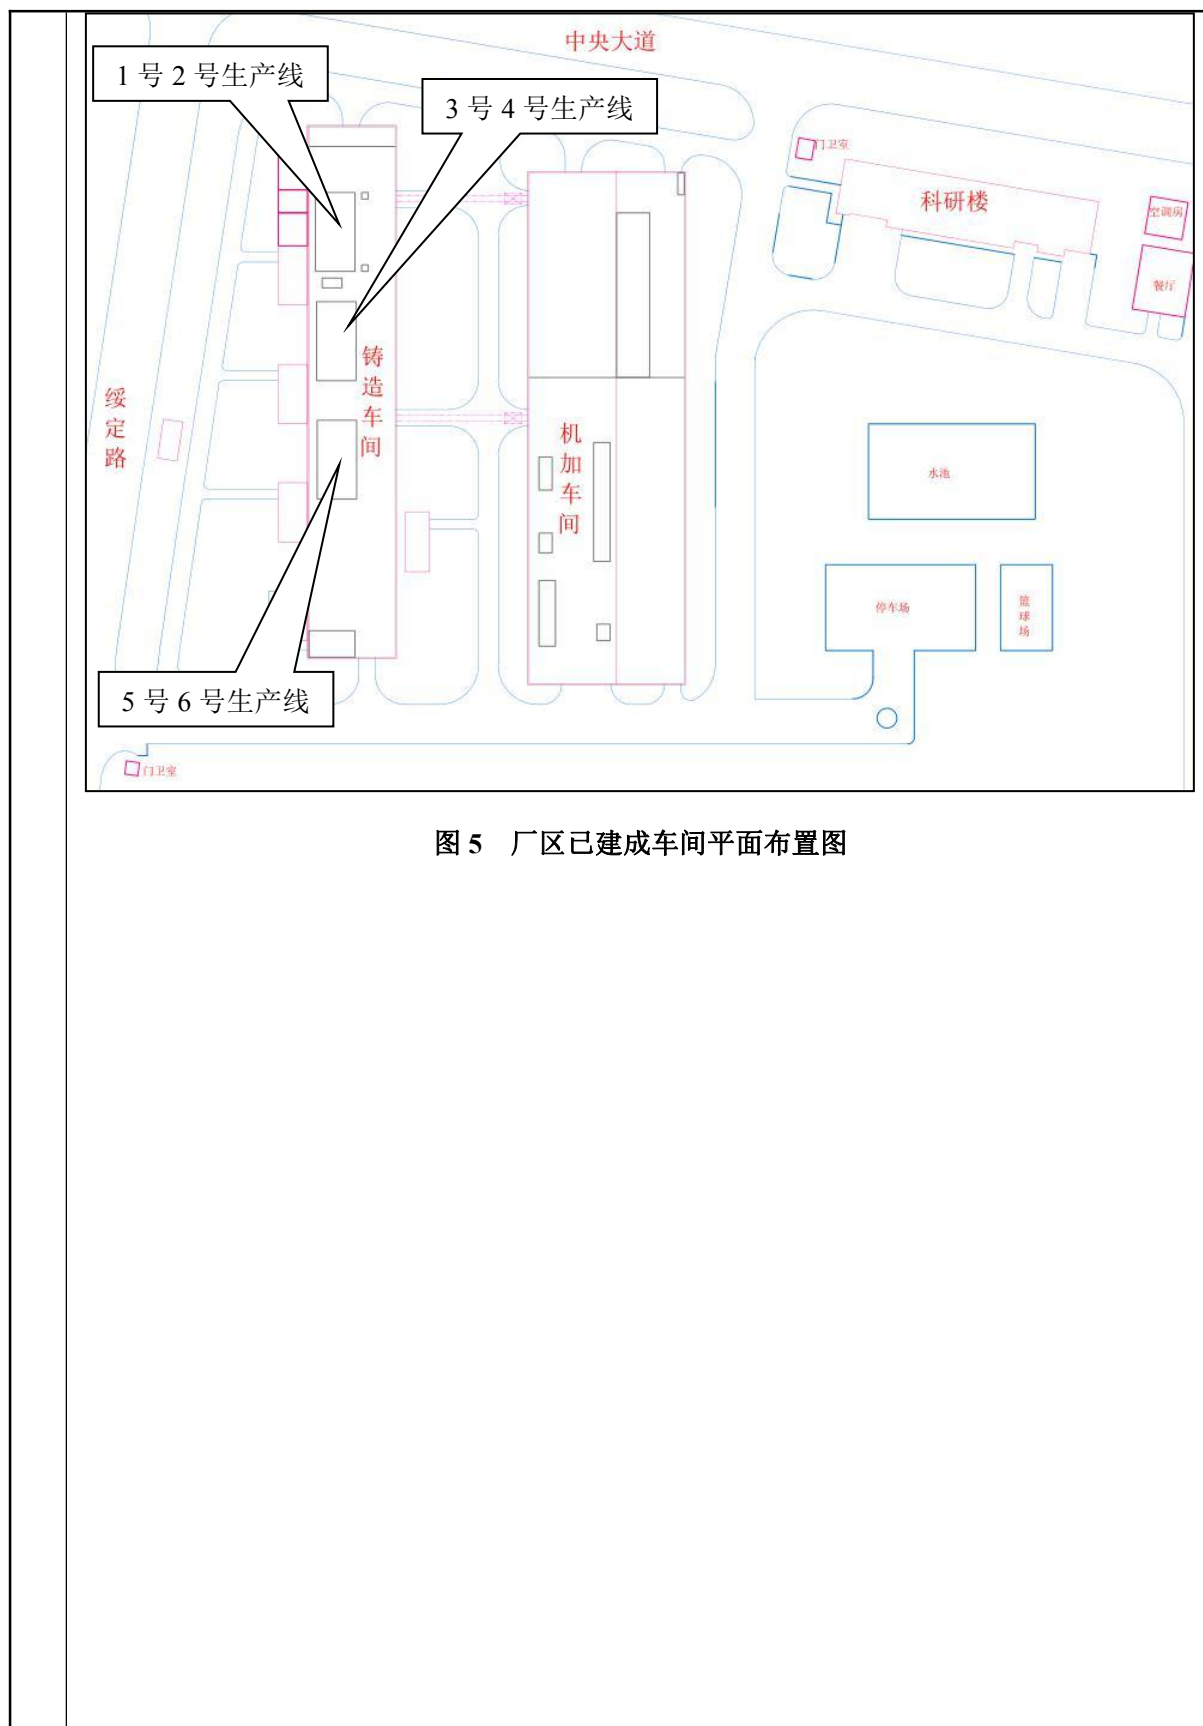 中央大道
1 号 2 号生产线
3 号 4 号生产线
门卫室
科研楼
空调房
餐厅
铸造车间
绥定路
机加车间
水池
停车场
篮球场
5 号 6 号生产线
门卫室
图 5 厂区已建成车间平面布置图